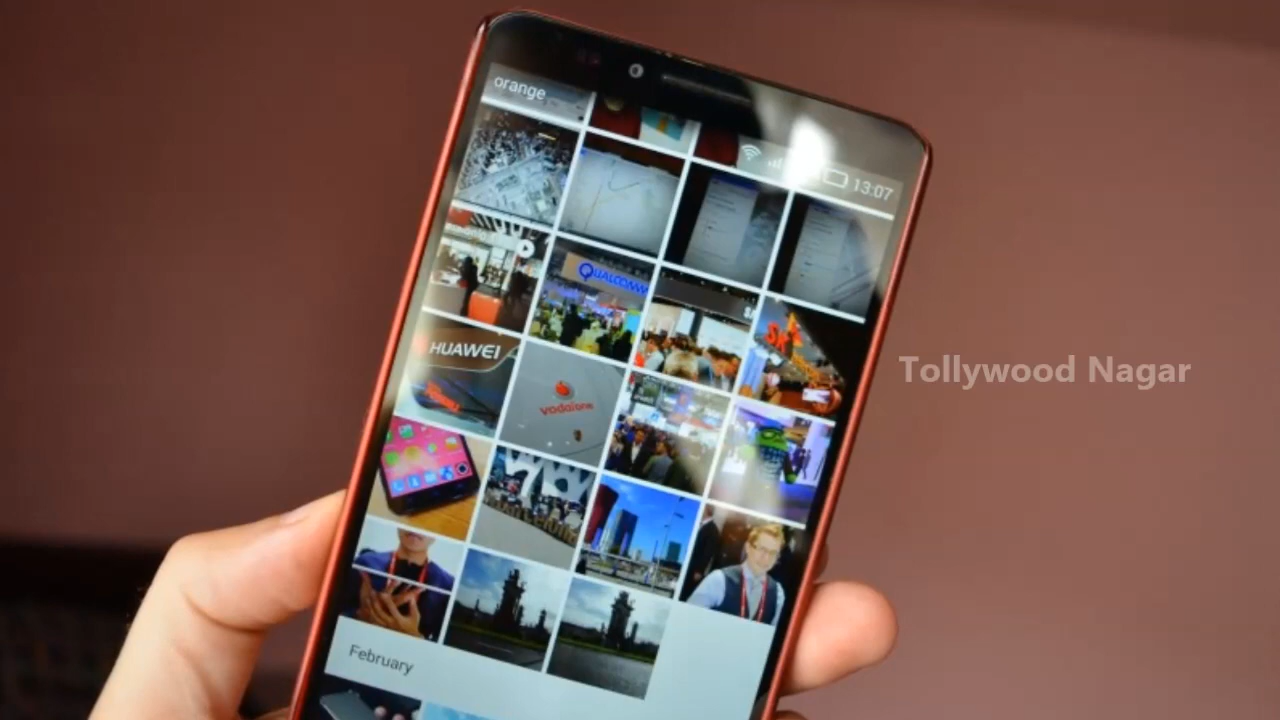 orange
13:07
QUALCOMM
HUAWEI
vodafone
Tollywood Nagar
February